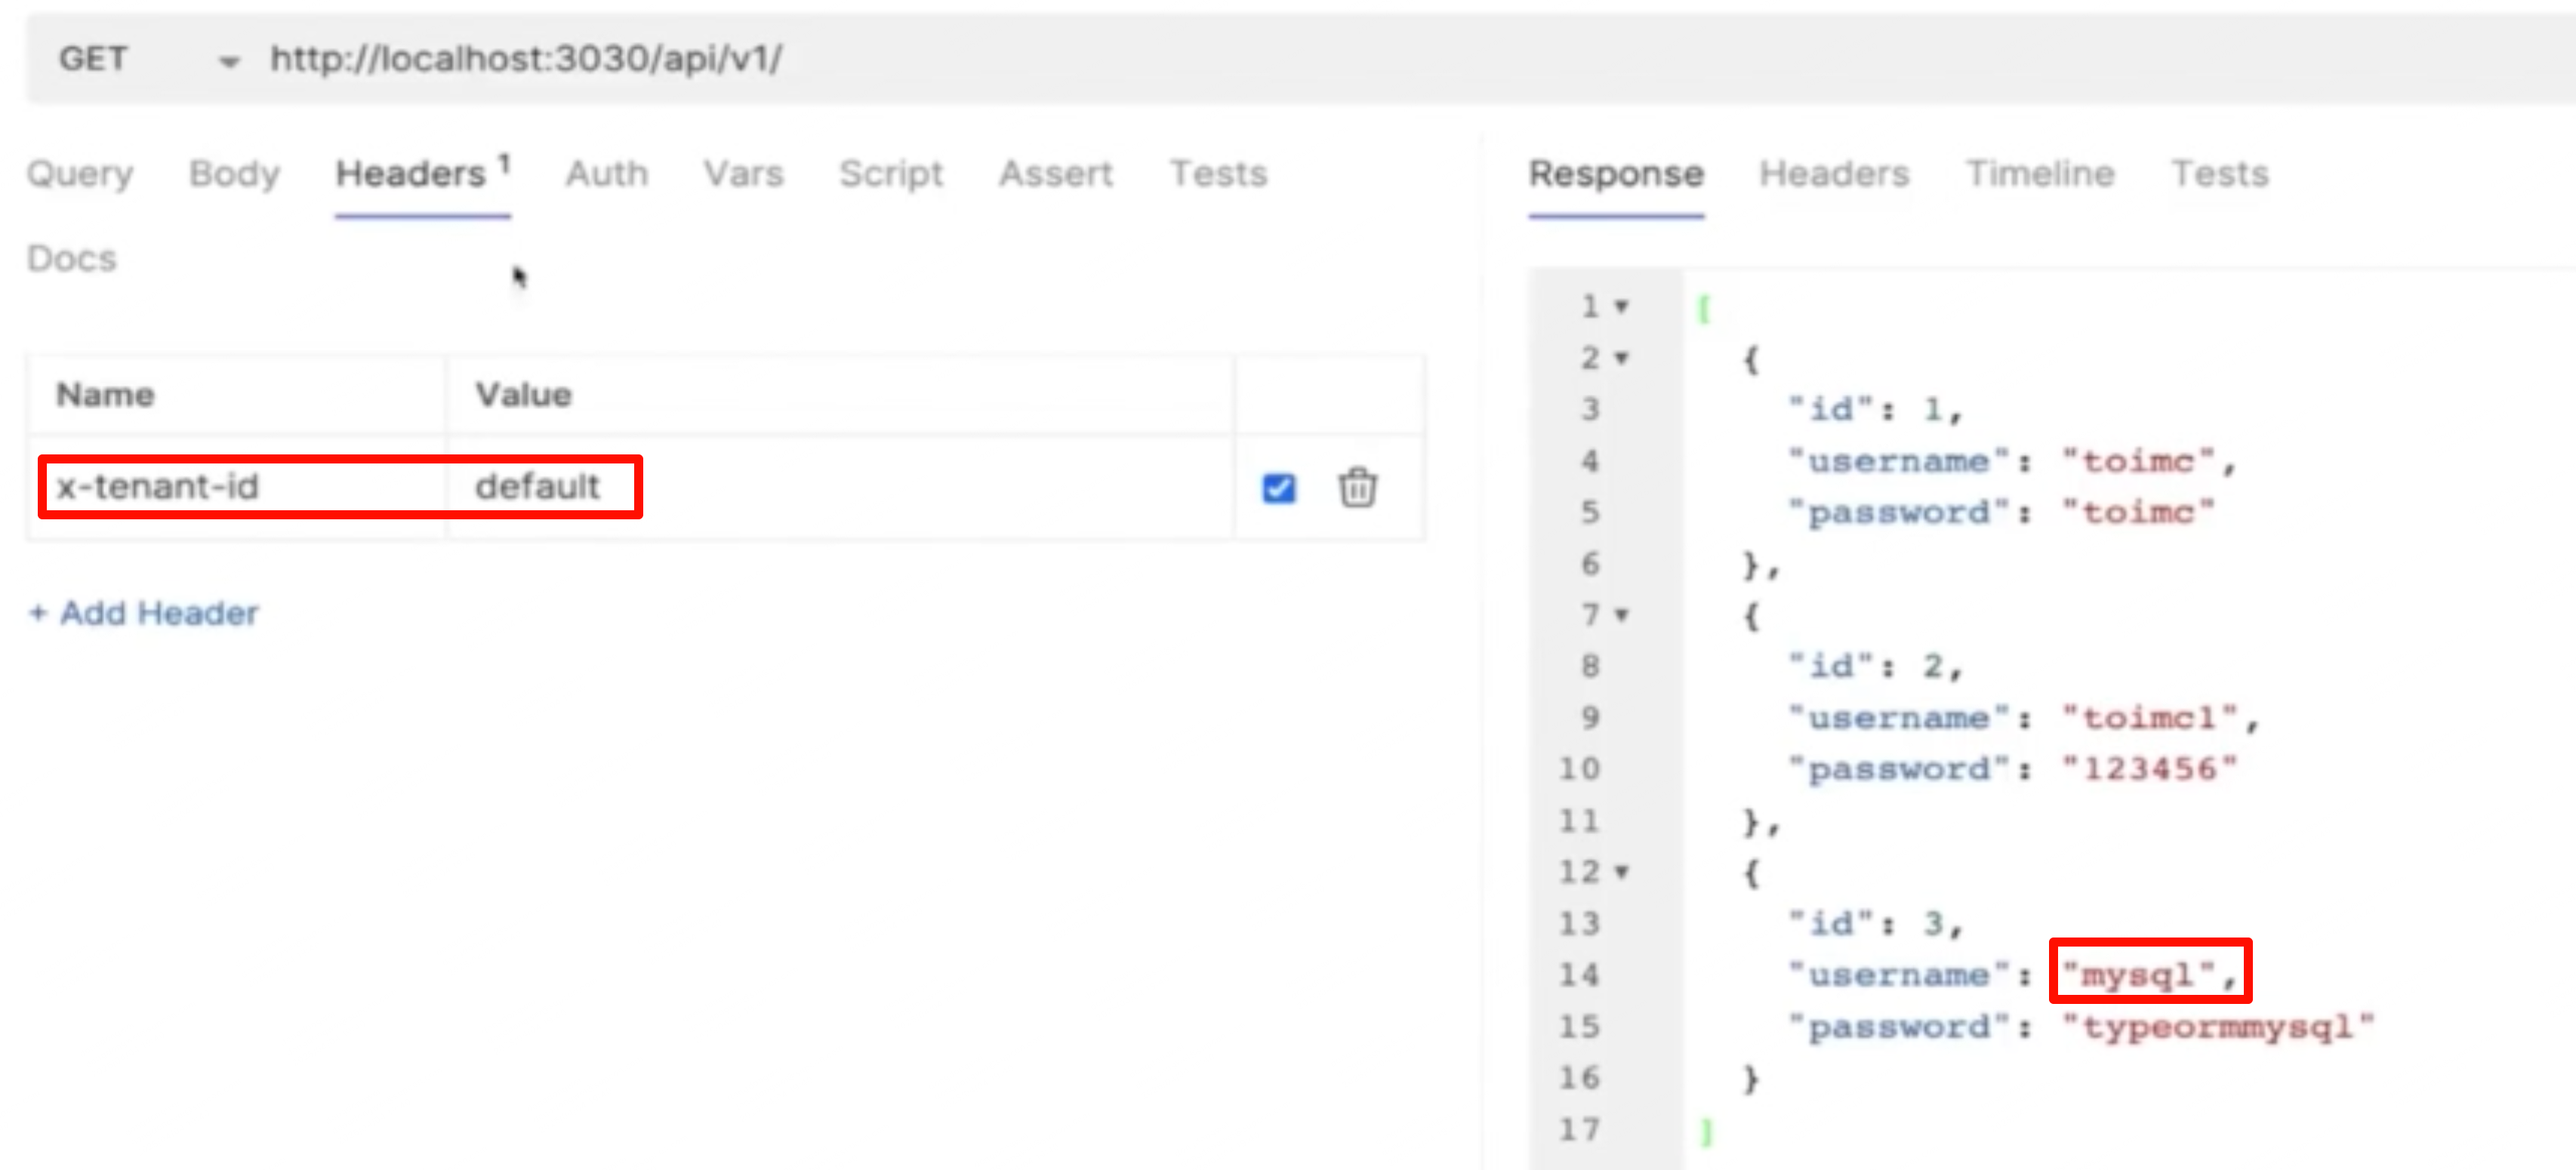 GET http://localhost:3030/api/v1/
Query Body Headers 1 Auth Vars Script Assert Tests
Docs
Name Value
x-tenant-id default
+ Add Header
Response Headers Timeline Tests
1 [
2 {
3 "id": 1,
4 "username": "toimc",
5 "password": "toimc"
6 },
7 {
8 "id": 2,
9 "username": "toimc1",
10 "password": "123456"
11 },
12 {
13 "id": 3,
14 "username": "mysql",
15 "password": "typeormmysql"
16 }
17 ]